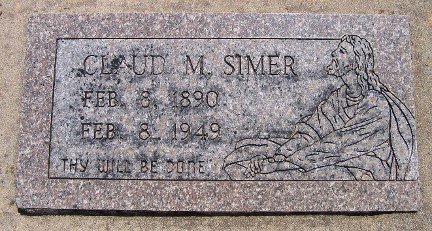 CLAUD M. SIMER
FEB. 8, 1890
FEB. 8, 1949
THY WILL BE DONE